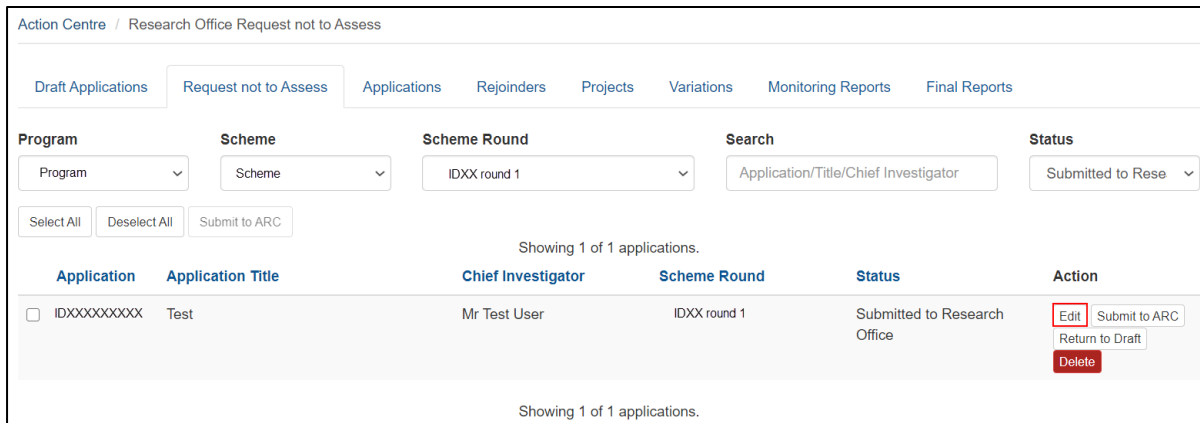 Action Centre / Research Office Request not to Assess
Draft Applications Request not to Assess Applications Rejoinders Projects Variations Monitoring Reports Final Reports
Program Scheme Scheme Round Search Status
Program Scheme IDXX round 1 Application/Title/Chief Investigator Submitted to Rese
Select All Deselect All Submit to ARC
Showing 1 of 1 applications.
Application Application Title Chief Investigator Scheme Round Status Action
IDXXXXXXXXX Test Mr Test User IDXX round 1 Submitted to Research Edit Submit to ARC
Office Return to Draft
Delete
Showing 1 of 1 applications.